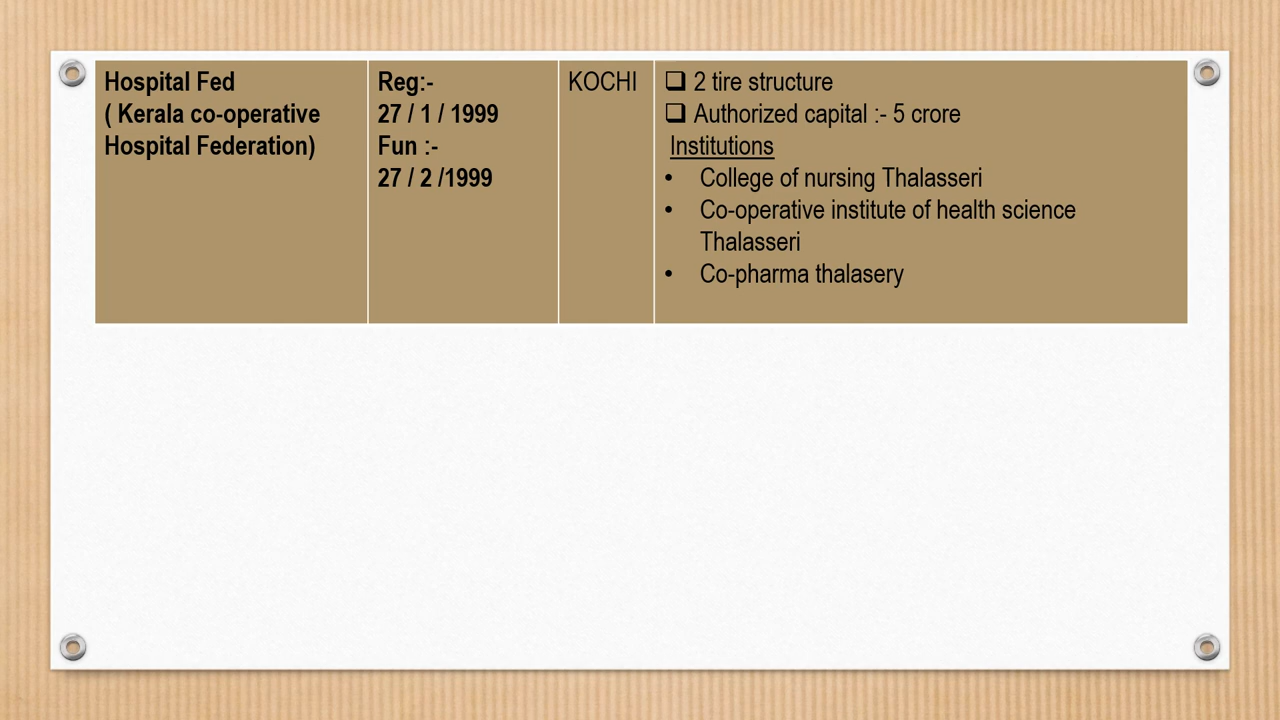 Hospital Fed
( Kerala co-operative
Hospital Federation)
Reg:-
27 / 1 / 1999
Fun :-
27 / 2 /1999
KOCHI
❑ 2 tire structure
❑ Authorized capital :- 5 crore
Institutions
• College of nursing Thalasseri
• Co-operative institute of health science
Thalasseri
• Co-pharma thalasery